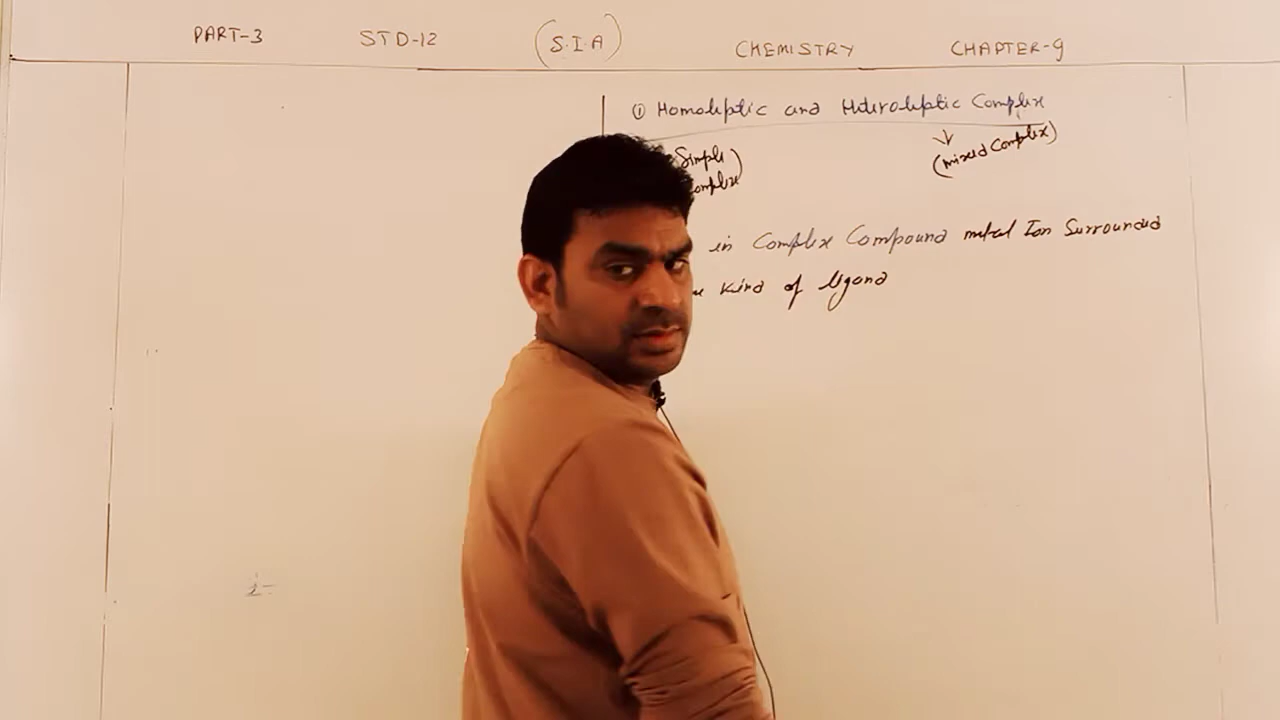 PART-3 STD-12 (S.I.A) CHEMISTRY CHAPTER-9
① Homoleptic and Heteroleptic Complex
(mixed Complex)
Simple)
Complex
in Complex Compound metal Ion Surrounded
kind of ligand